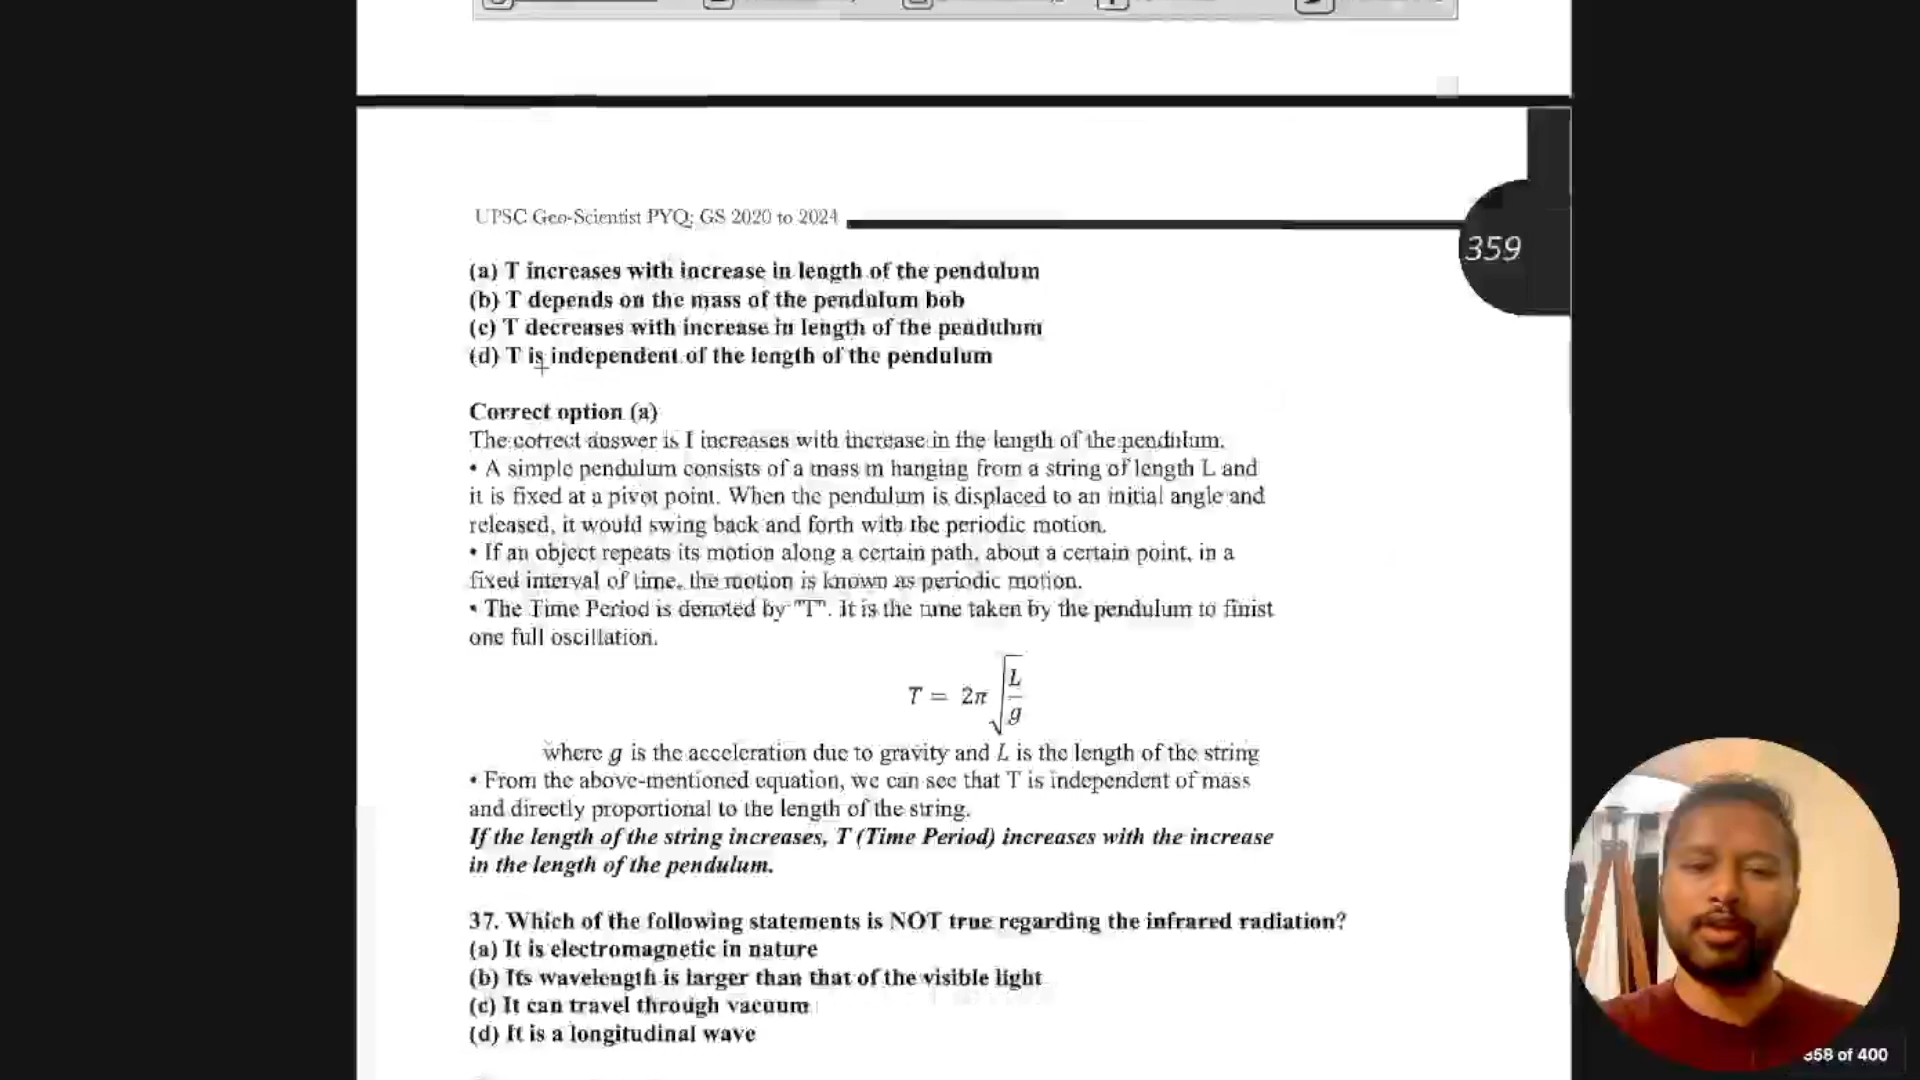 UPSC Geo-Scientist PYQ: GS 2020 to 2024
359
(a) T increases with increase in length of the pendulum
(b) T depends on the mass of the pendulum bob
(c) T decreases with increase in length of the pendulum
(d) T is independent of the length of the pendulum
Correct option (a)
The correct answer is T increases with increase in the length of the pendulum.
• A simple pendulum consists of a mass m hanging from a string of length L and
it is fixed at a pivot point. When the pendulum is displaced to an initial angle and
released, it would swing back and forth with the periodic motion.
• If an object repeats its motion along a certain path, about a certain point, in a
fixed interval of time, the motion is known as periodic motion.
• The Time Period is denoted by "T". It is the time taken by the pendulum to finist
one full oscillation.
T = 2π √(L/g)
where g is the acceleration due to gravity and L is the length of the string
• From the above-mentioned equation, we can see that T is independent of mass
and directly proportional to the length of the string.
If the length of the string increases, T (Time Period) increases with the increase
in the length of the pendulum.
37. Which of the following statements is NOT true regarding the infrared radiation?
(a) It is electromagnetic in nature
(b) Its wavelength is larger than that of the visible light
(c) It can travel through vacuum
(d) It is a longitudinal wave
358 of 400